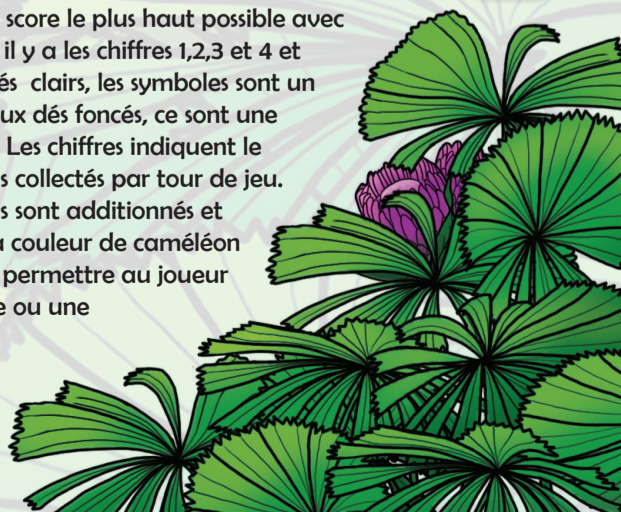 score le plus haut possible avec
il y a les chiffres 1,2,3 et 4 et
clairs, les symboles sont un
dés foncés, ce sont une
Les chiffres indiquent le
collectés par tour de jeu.
sont additionnés et
couleur de caméléon
permettre au joueur
ou une